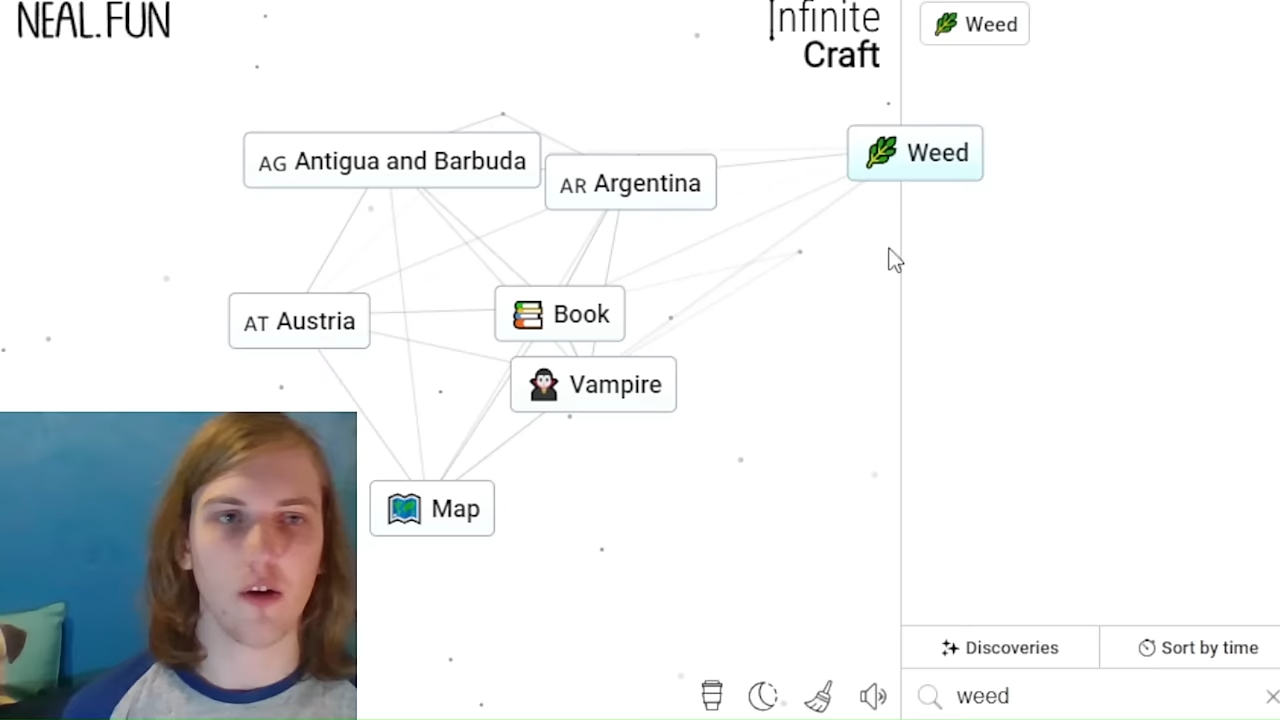 NEAL.FUN
Infinite
Craft
Weed
Weed
AG Antigua and Barbuda
AR Argentina
AT Austria
Book
Vampire
Map
Discoveries
Sort by time
weed